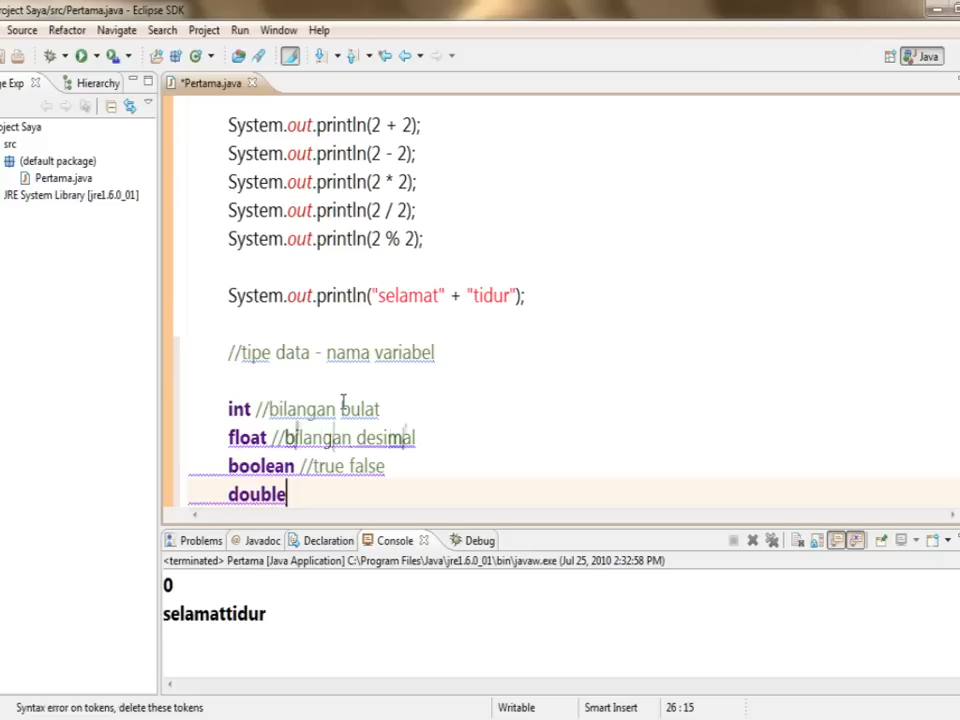 roject Saya/src/Pertama.java - Eclipse SDK
Source Refactor Navigate Search Project Run Window Help
Java
ge Exp Hierarchy *Pertama.java
oject Saya
src
(default package)
Pertama.java
JRE System Library [jre1.6.0_01]
System.out.println(2 + 2);
System.out.println(2 - 2);
System.out.println(2 * 2);
System.out.println(2 / 2);
System.out.println(2 % 2);
System.out.println("selamat" + "tidur");
//tipe data - nama variabel
int //bilangan bulat
float //bilangan desimal
boolean //true false
double
Problems Javadoc Declaration Console Debug
<terminated> Pertama [Java Application] C:\Program Files\Java\jre1.6.0_01\bin\javaw.exe (Jul 25, 2010 2:32:58 PM)
0
selamattidur
Syntax error on tokens, delete these tokens Writable Smart Insert 26 : 15